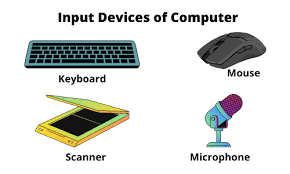 Input Devices of Computer
Keyboard
Mouse
Scanner
Microphone